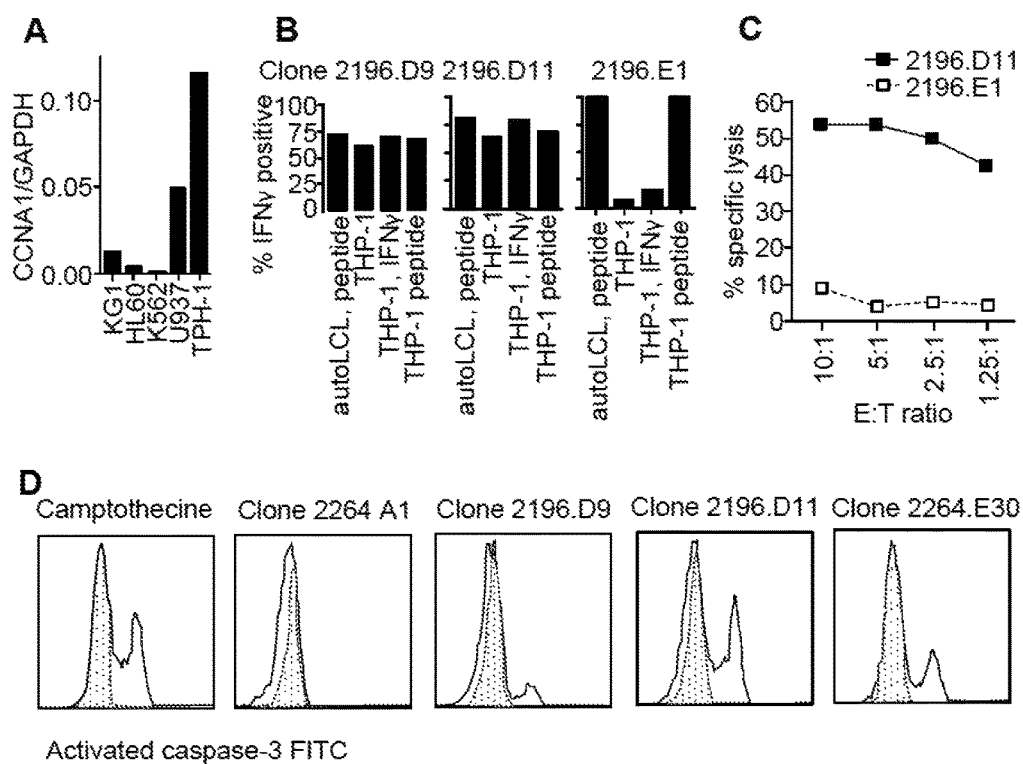 A
CCNA1/GAPDH
0.10
0.05
0.00
KG1
HL60
K562
U937
TPH-1
B
Clone 2196.D9 2196.D11 2196.E1
% IFNγ positive
100
75
50
25
0
autoLCL, peptide
THP-1
THP-1, IFNγ
THP-1 peptide
autoLCL, peptide
THP-1
THP-1, IFNγ
THP-1 peptide
autoLCL, peptide
THP-1
THP-1, IFNγ
THP-1 peptide
C
2196.D11
2196.E1
% specific lysis
60
50
40
30
20
10
0
10:1
5:1
2.5:1
1.25:1
E:T ratio
D
Camptothecine
Clone 2264 A1
Clone 2196.D9
Clone 2196.D11
Clone 2264.E30
Activated caspase-3 FITC